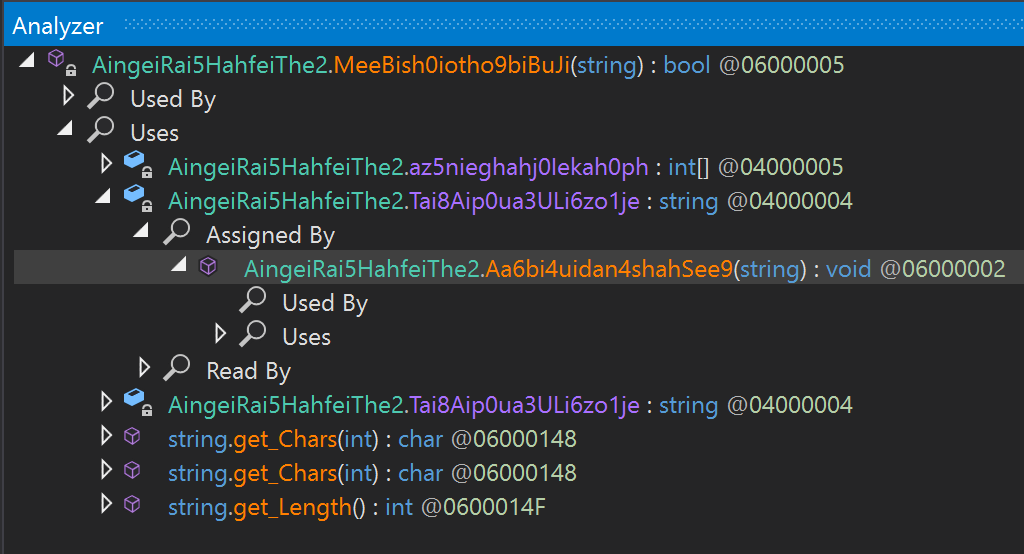 Analyzer
AingeiRai5HahfeiThe2.MeeBish0iotho9biBuJi(string) : bool @06000005
Used By
Uses
AingeiRai5HahfeiThe2.az5nieghahj0lekah0ph : int[] @04000005
AingeiRai5HahfeiThe2.Tai8Aip0ua3ULi6zo1je : string @04000004
Assigned By
AingeiRai5HahfeiThe2.Aa6bi4uidan4shahSee9(string) : void @06000002
Used By
Uses
Read By
AingeiRai5HahfeiThe2.Tai8Aip0ua3ULi6zo1je : string @04000004
string.get_Chars(int) : char @06000148
string.get_Chars(int) : char @06000148
string.get_Length() : int @0600014F